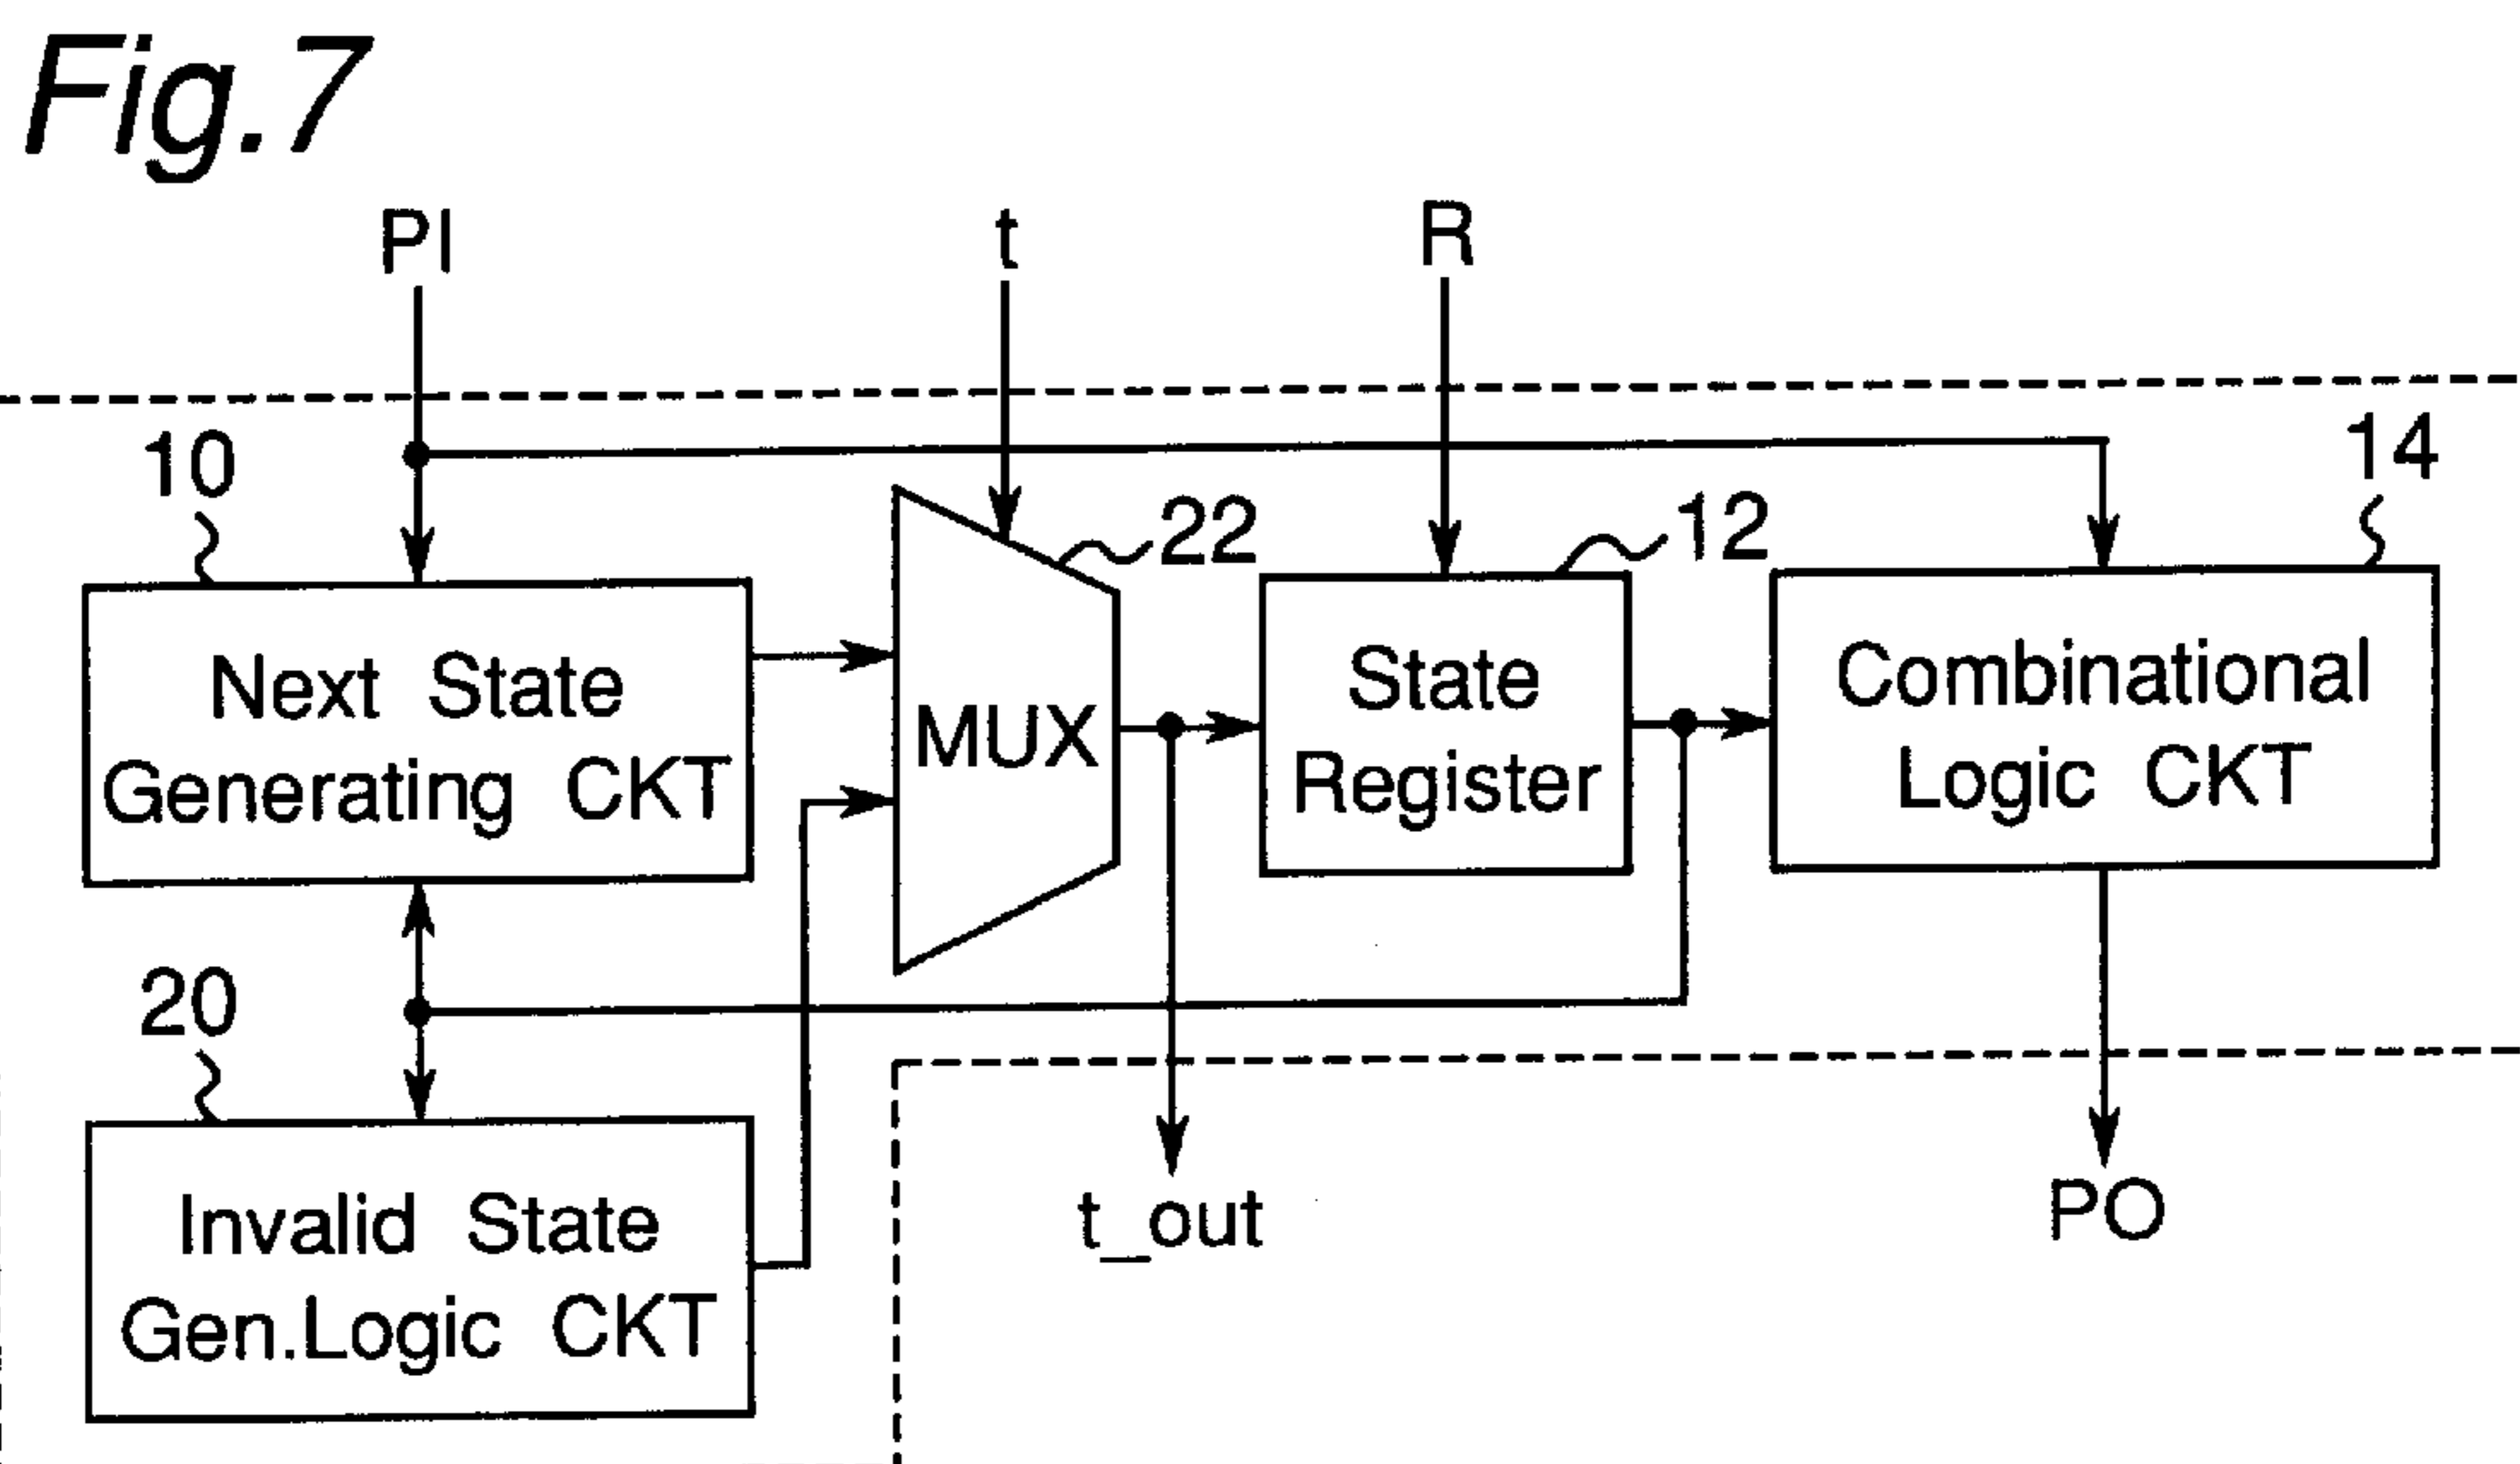 Fig.7
PI
t
R
10
22
12
14
Next State
Generating CKT
MUX
State
Register
Combinational
Logic CKT
20
Invalid State
Gen.Logic CKT
t_out
PO